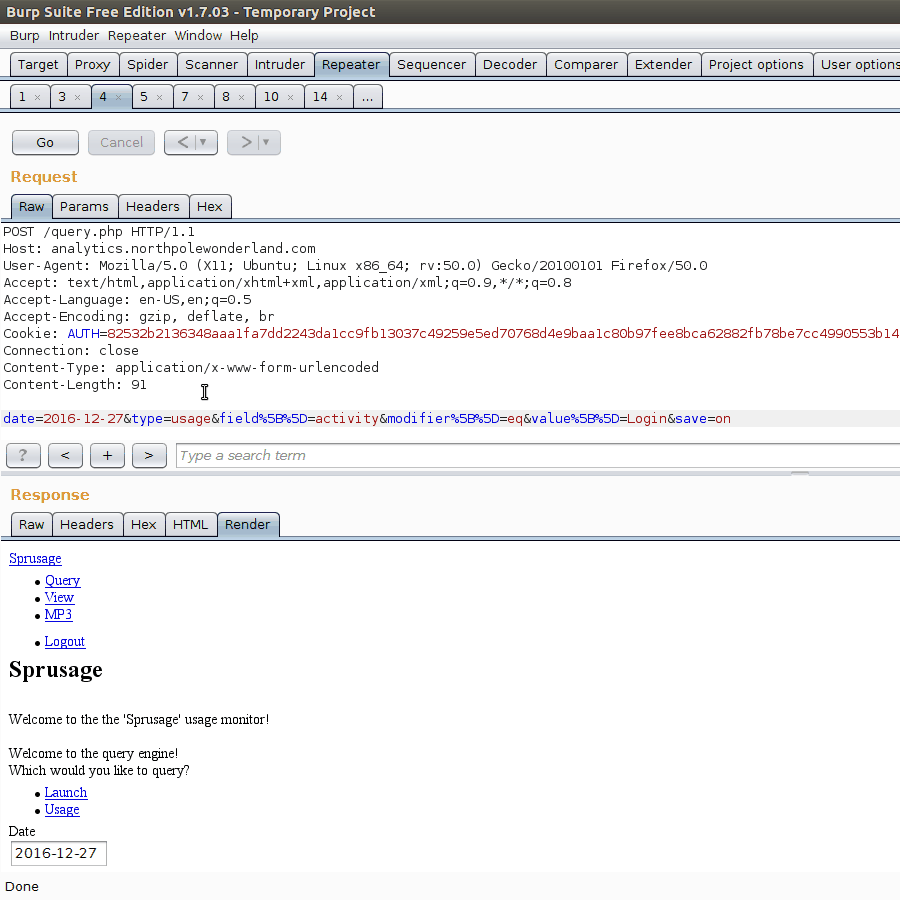 Burp Suite Free Edition v1.7.03 - Temporary Project
Burp Intruder Repeater Window Help
Target Proxy Spider Scanner Intruder Repeater Sequencer Decoder Comparer Extender Project options User options
1 × 3 × 4 × 5 × 7 × 8 × 10 × 14 × ...
Go Cancel < ▼ > ▼
Request
Raw Params Headers Hex
POST /query.php HTTP/1.1
Host: analytics.northpolewonderland.com
User-Agent: Mozilla/5.0 (X11; Ubuntu; Linux x86_64; rv:50.0) Gecko/20100101 Firefox/50.0
Accept: text/html,application/xhtml+xml,application/xml;q=0.9,*/*;q=0.8
Accept-Language: en-US,en;q=0.5
Accept-Encoding: gzip, deflate, br
Cookie: AUTH=82532b2136348aaa1fa7dd2243da1cc9fb13037c49259e5ed70768d4e9baa1c80b97fee8bca62882fb78be7cc4990553b14
Connection: close
Content-Type: application/x-www-form-urlencoded
Content-Length: 91
date=2016-12-27&type=usage&field%5B%5D=activity&modifier%5B%5D=eq&value%5B%5D=Login&save=on
? < + > Type a search term
Response
Raw Headers Hex HTML Render
Sprusage
• Query
• View
• MP3
• Logout
Sprusage
Welcome to the the 'Sprusage' usage monitor!
Welcome to the query engine!
Which would you like to query?
• Launch
• Usage
Date
2016-12-27
Done